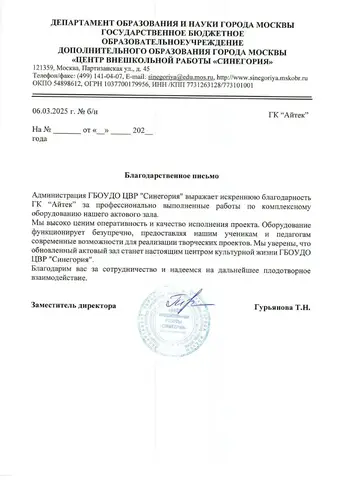 ДЕПАРТАМЕНТ ОБРАЗОВАНИЯ И НАУКИ ГОРОДА МОСКВЫ
ГОСУДАРСТВЕННОЕ БЮДЖЕТНОЕ
ОБРАЗОВАТЕЛЬНОЕУЧРЕЖДЕНИЕ
ДОПОЛНИТЕЛЬНОГО ОБРАЗОВАНИЯ ГОРОДА МОСКВЫ
«ЦЕНТР ВНЕШКОЛЬНОЙ РАБОТЫ «СИНЕГОРИЯ»
121359, Москва, Партизанская ул., д. 45
Телефон/факс: (499) 141-04-07, E-mail: sinegoriya@edu.mos.ru, http://www.sinegoriya.mskobr.ru
ОКПО 54898612, ОГРН 1037700179956, ИНН /КПП 7731263128/773101001
06.03.2025 г. № б/н
ГК “Айтек”
На № _______ от «__» _____ 202__
года
Благодарственное письмо
Администрация ГБОУДО ЦВР "Синегория" выражает искреннюю благодарность
ГК “Айтек” за профессионально выполненные работы по комплексному
оборудованию нашего актового зала.
Мы высоко ценим оперативность и качество исполнения проекта. Оборудование
функционирует безупречно, предоставляя нашим ученикам и педагогам
современные возможности для реализации творческих проектов. Мы уверены, что
обновленный актовый зал станет настоящим центром культурной жизни ГБОУДО
ЦВР "Синегория".
Благодарим вас за сотрудничество и надеемся на дальнейшее плодотворное
взаимодействие.
Заместитель директора
Гурьянова Т.Н.